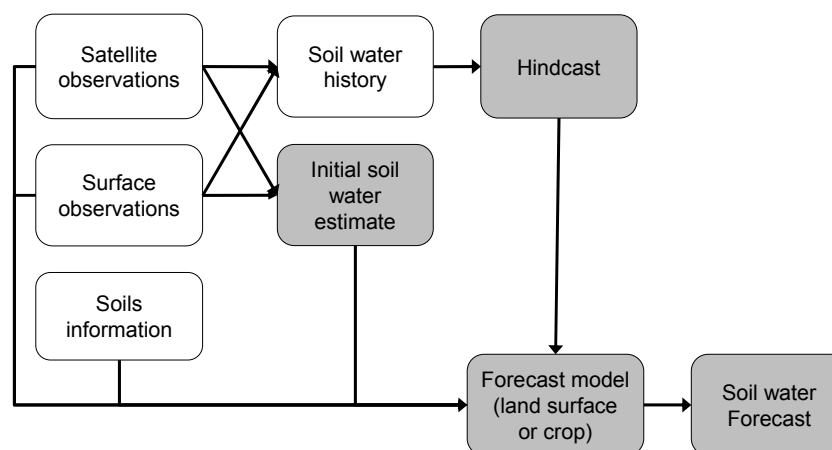 Satellite
observations
Soil water
history
Hindcast
Surface
observations
Initial soil
water
estimate
Soils
information
Forecast model
(land surface
or crop)
Soil water
Forecast